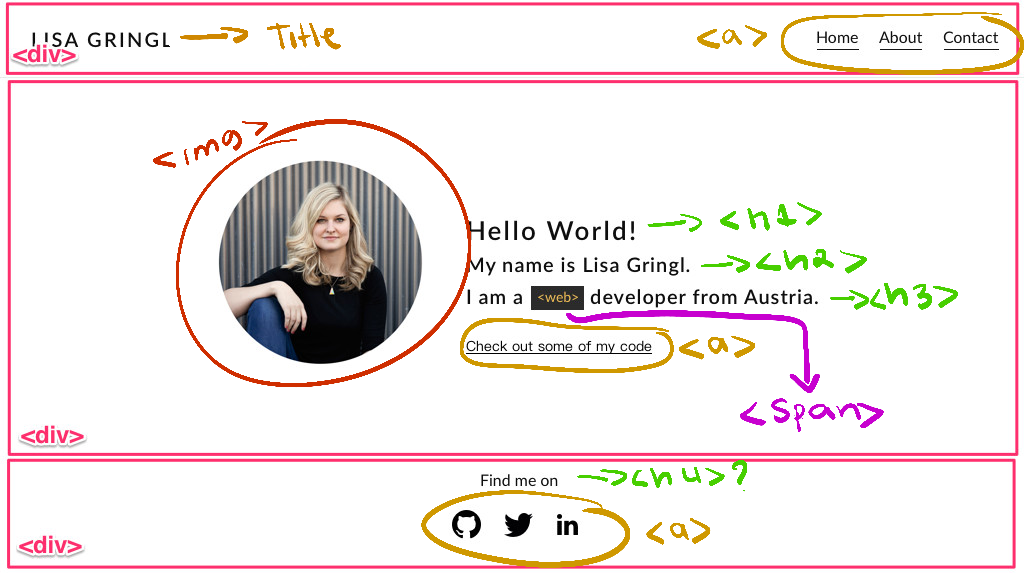 LISA GRINGL Title <a> Home About Contact
<div>
<img>
Hello World! <h1>
My name is Lisa Gringl. <h2>
I am a <web> developer from Austria. <h3>
Check out some of my code <a>
<span>
<div>
Find me on <h4>?
in <a>
<div>